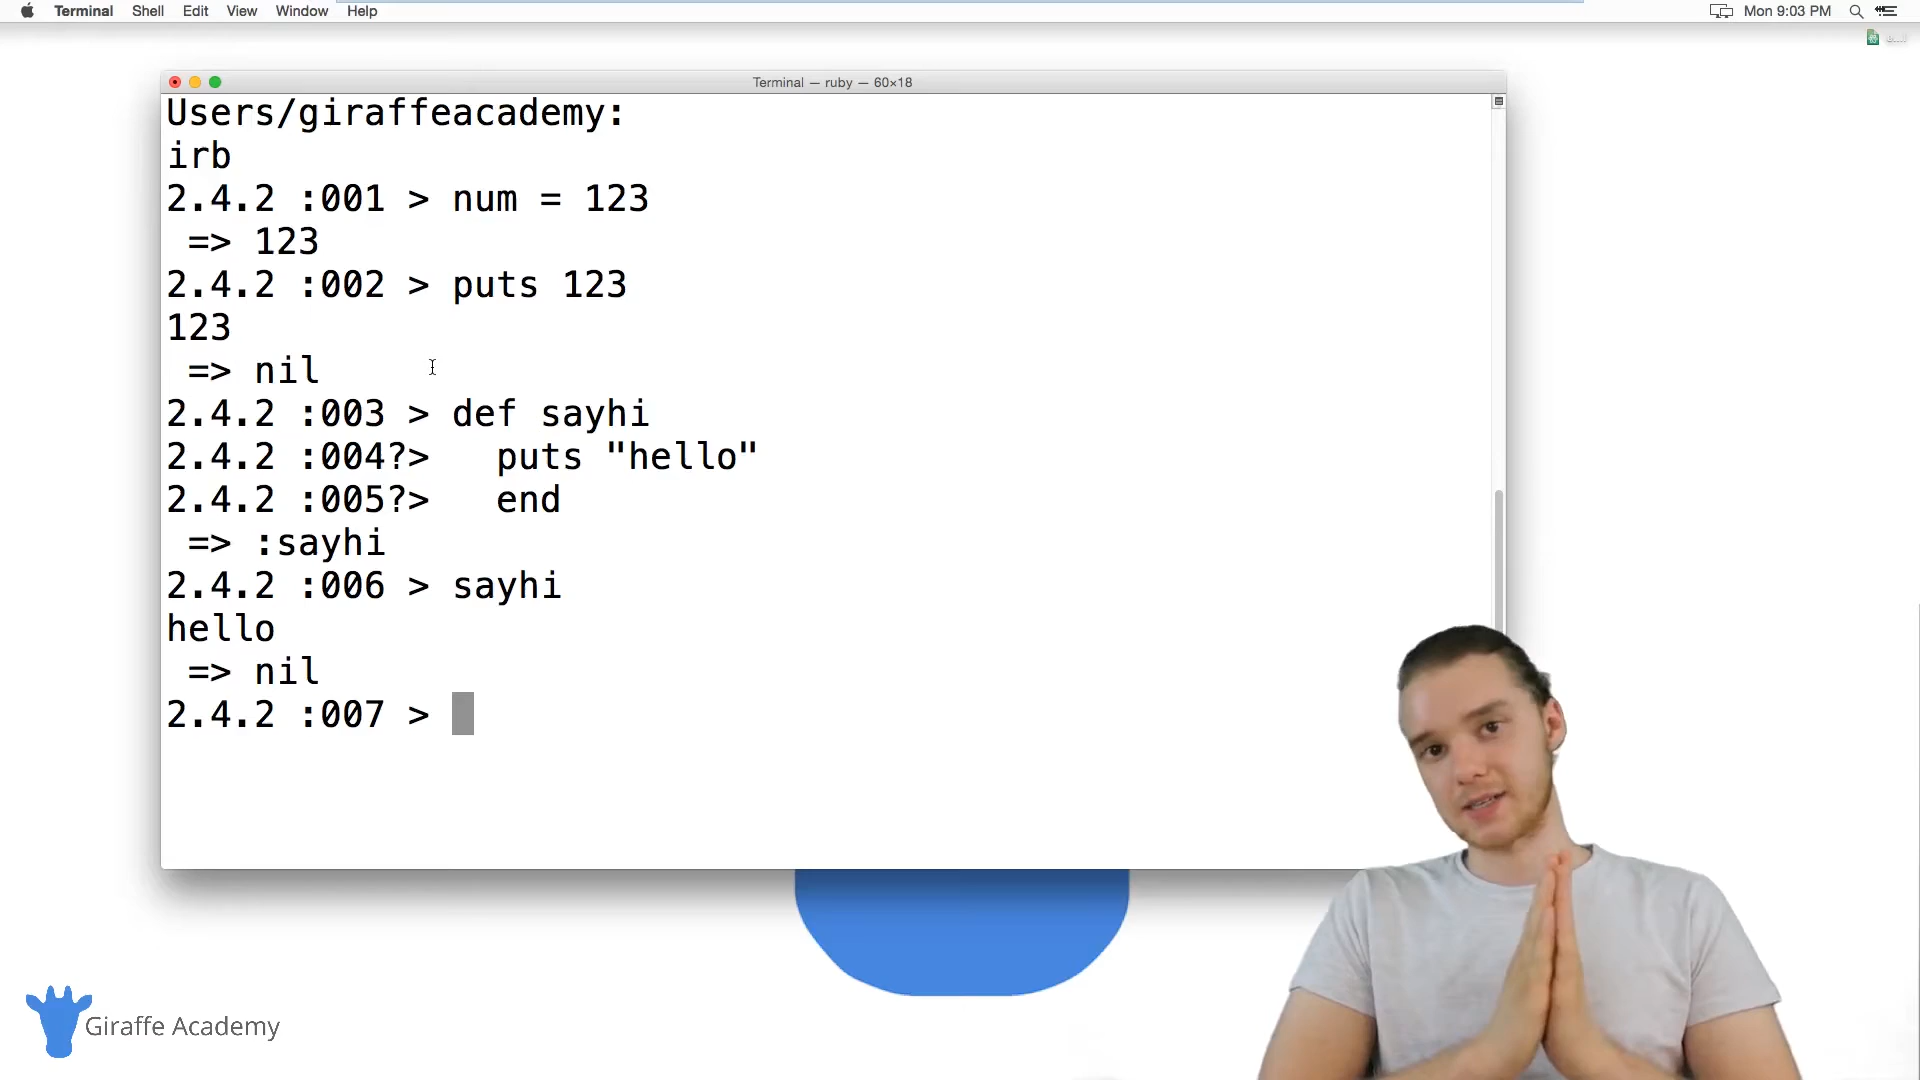 Terminal Shell Edit View Window Help Mon 9:03 PM
Terminal — ruby — 60×18
Users/giraffeacademy:
irb
2.4.2 :001 > num = 123
=> 123
2.4.2 :002 > puts 123
123
=> nil
2.4.2 :003 > def sayhi
2.4.2 :004?>   puts "hello"
2.4.2 :005?>   end
=> :sayhi
2.4.2 :006 > sayhi
hello
=> nil
2.4.2 :007 >
Giraffe Academy